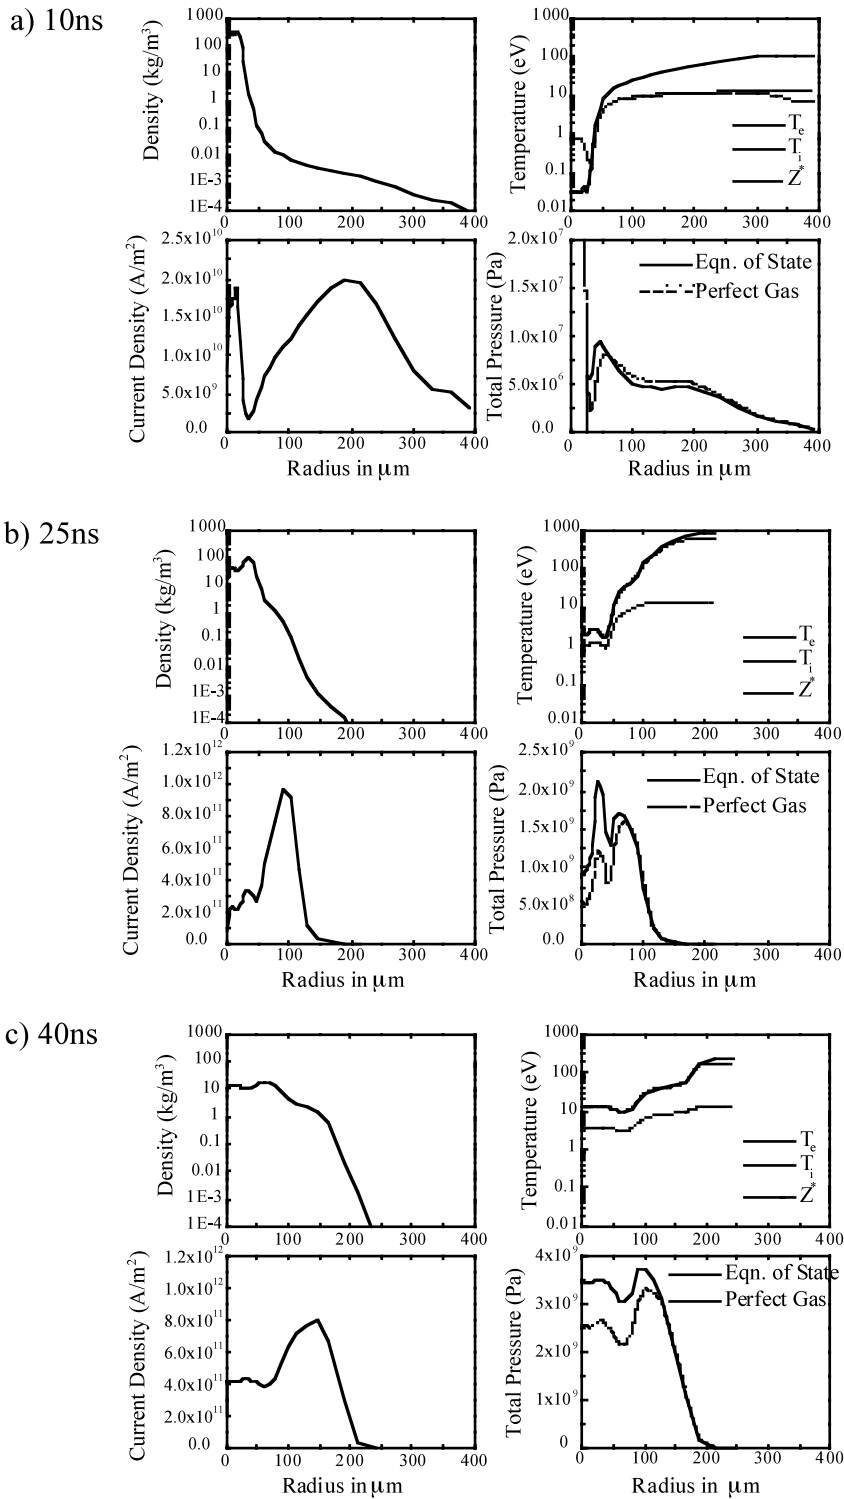 a) 10ns
Density (kg/m³)
1000
100
10
1
0.1
0.01
1E-3
1E-4
0 100 200 300 400
Temperature (eV)
1000
100
10
1
0.1
0.01
Tₑ
Tᵢ
Z*
0 100 200 300 400
Current Density (A/m²)
2.5x10¹⁰
2.0x10¹⁰
1.5x10¹⁰
1.0x10¹⁰
5.0x10⁹
0.0
0 100 200 300 400
Radius in μm
Total Pressure (Pa)
2.0x10⁷
1.5x10⁷
1.0x10⁷
5.0x10⁶
0.0
Eqn. of State
Perfect Gas
0 100 200 300 400
Radius in μm
b) 25ns
Density (kg/m³)
1000
100
10
1
0.1
0.01
1E-3
1E-4
0 100 200 300 400
Temperature (eV)
1000
100
10
1
0.1
0.01
Tₑ
Tᵢ
Z*
0 100 200 300 400
Current Density (A/m²)
1.2x10¹²
1.0x10¹²
8.0x10¹¹
6.0x10¹¹
4.0x10¹¹
2.0x10¹¹
0.0
0 100 200 300 400
Radius in μm
Total Pressure (Pa)
2.5x10⁹
2.0x10⁹
1.5x10⁹
1.0x10⁹
5.0x10⁸
0.0
Eqn. of State
Perfect Gas
0 100 200 300 400
Radius in μm
c) 40ns
Density (kg/m³)
1000
100
10
1
0.1
0.01
1E-3
1E-4
0 100 200 300 400
Temperature (eV)
1000
100
10
1
0.1
0.01
Tₑ
Tᵢ
Z*
0 100 200 300 400
Current Density (A/m²)
1.2x10¹²
1.0x10¹²
8.0x10¹¹
6.0x10¹¹
4.0x10¹¹
2.0x10¹¹
0.0
0 100 200 300 400
Radius in μm
Total Pressure (Pa)
4x10⁹
3x10⁹
2x10⁹
1x10⁹
0
Eqn. of State
Perfect Gas
0 100 200 300 400
Radius in μm